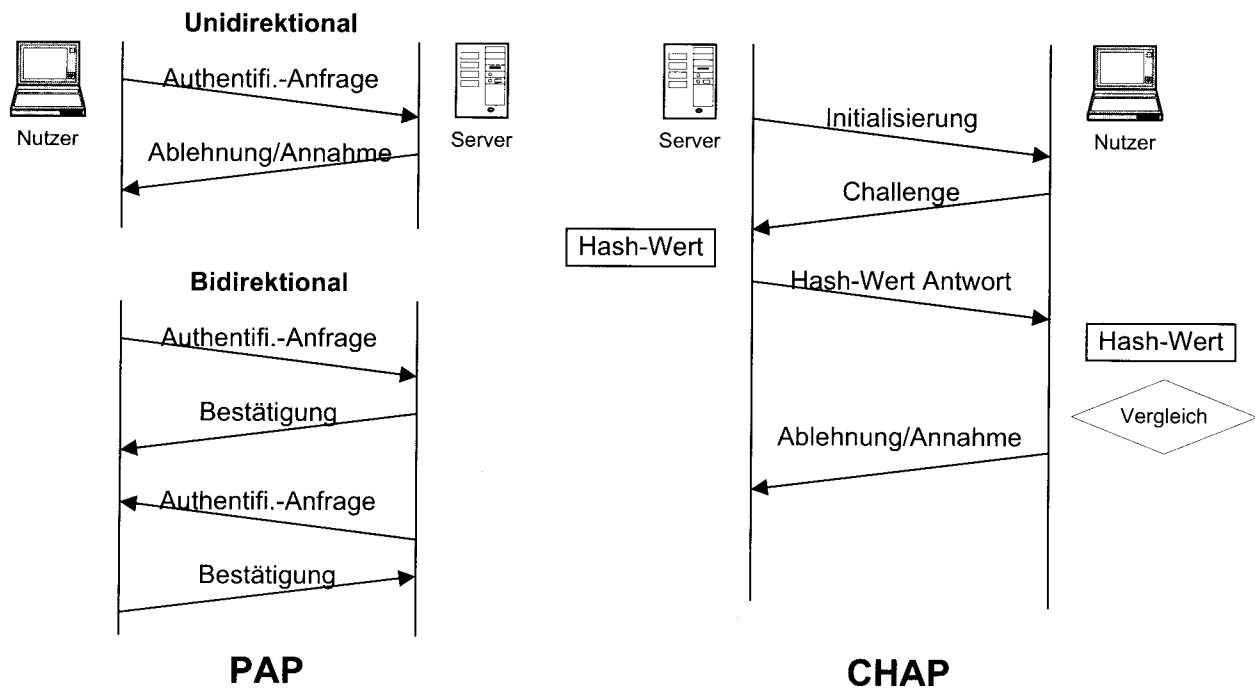 Unidirektional
Nutzer
Authentifi.-Anfrage
Server
Ablehnung/Annahme
Bidirektional
Authentifi.-Anfrage
Bestätigung
Authentifi.-Anfrage
Bestätigung
PAP
Server
Initialisierung
Nutzer
Challenge
Hash-Wert
Hash-Wert Antwort
Hash-Wert
Vergleich
Ablehnung/Annahme
CHAP